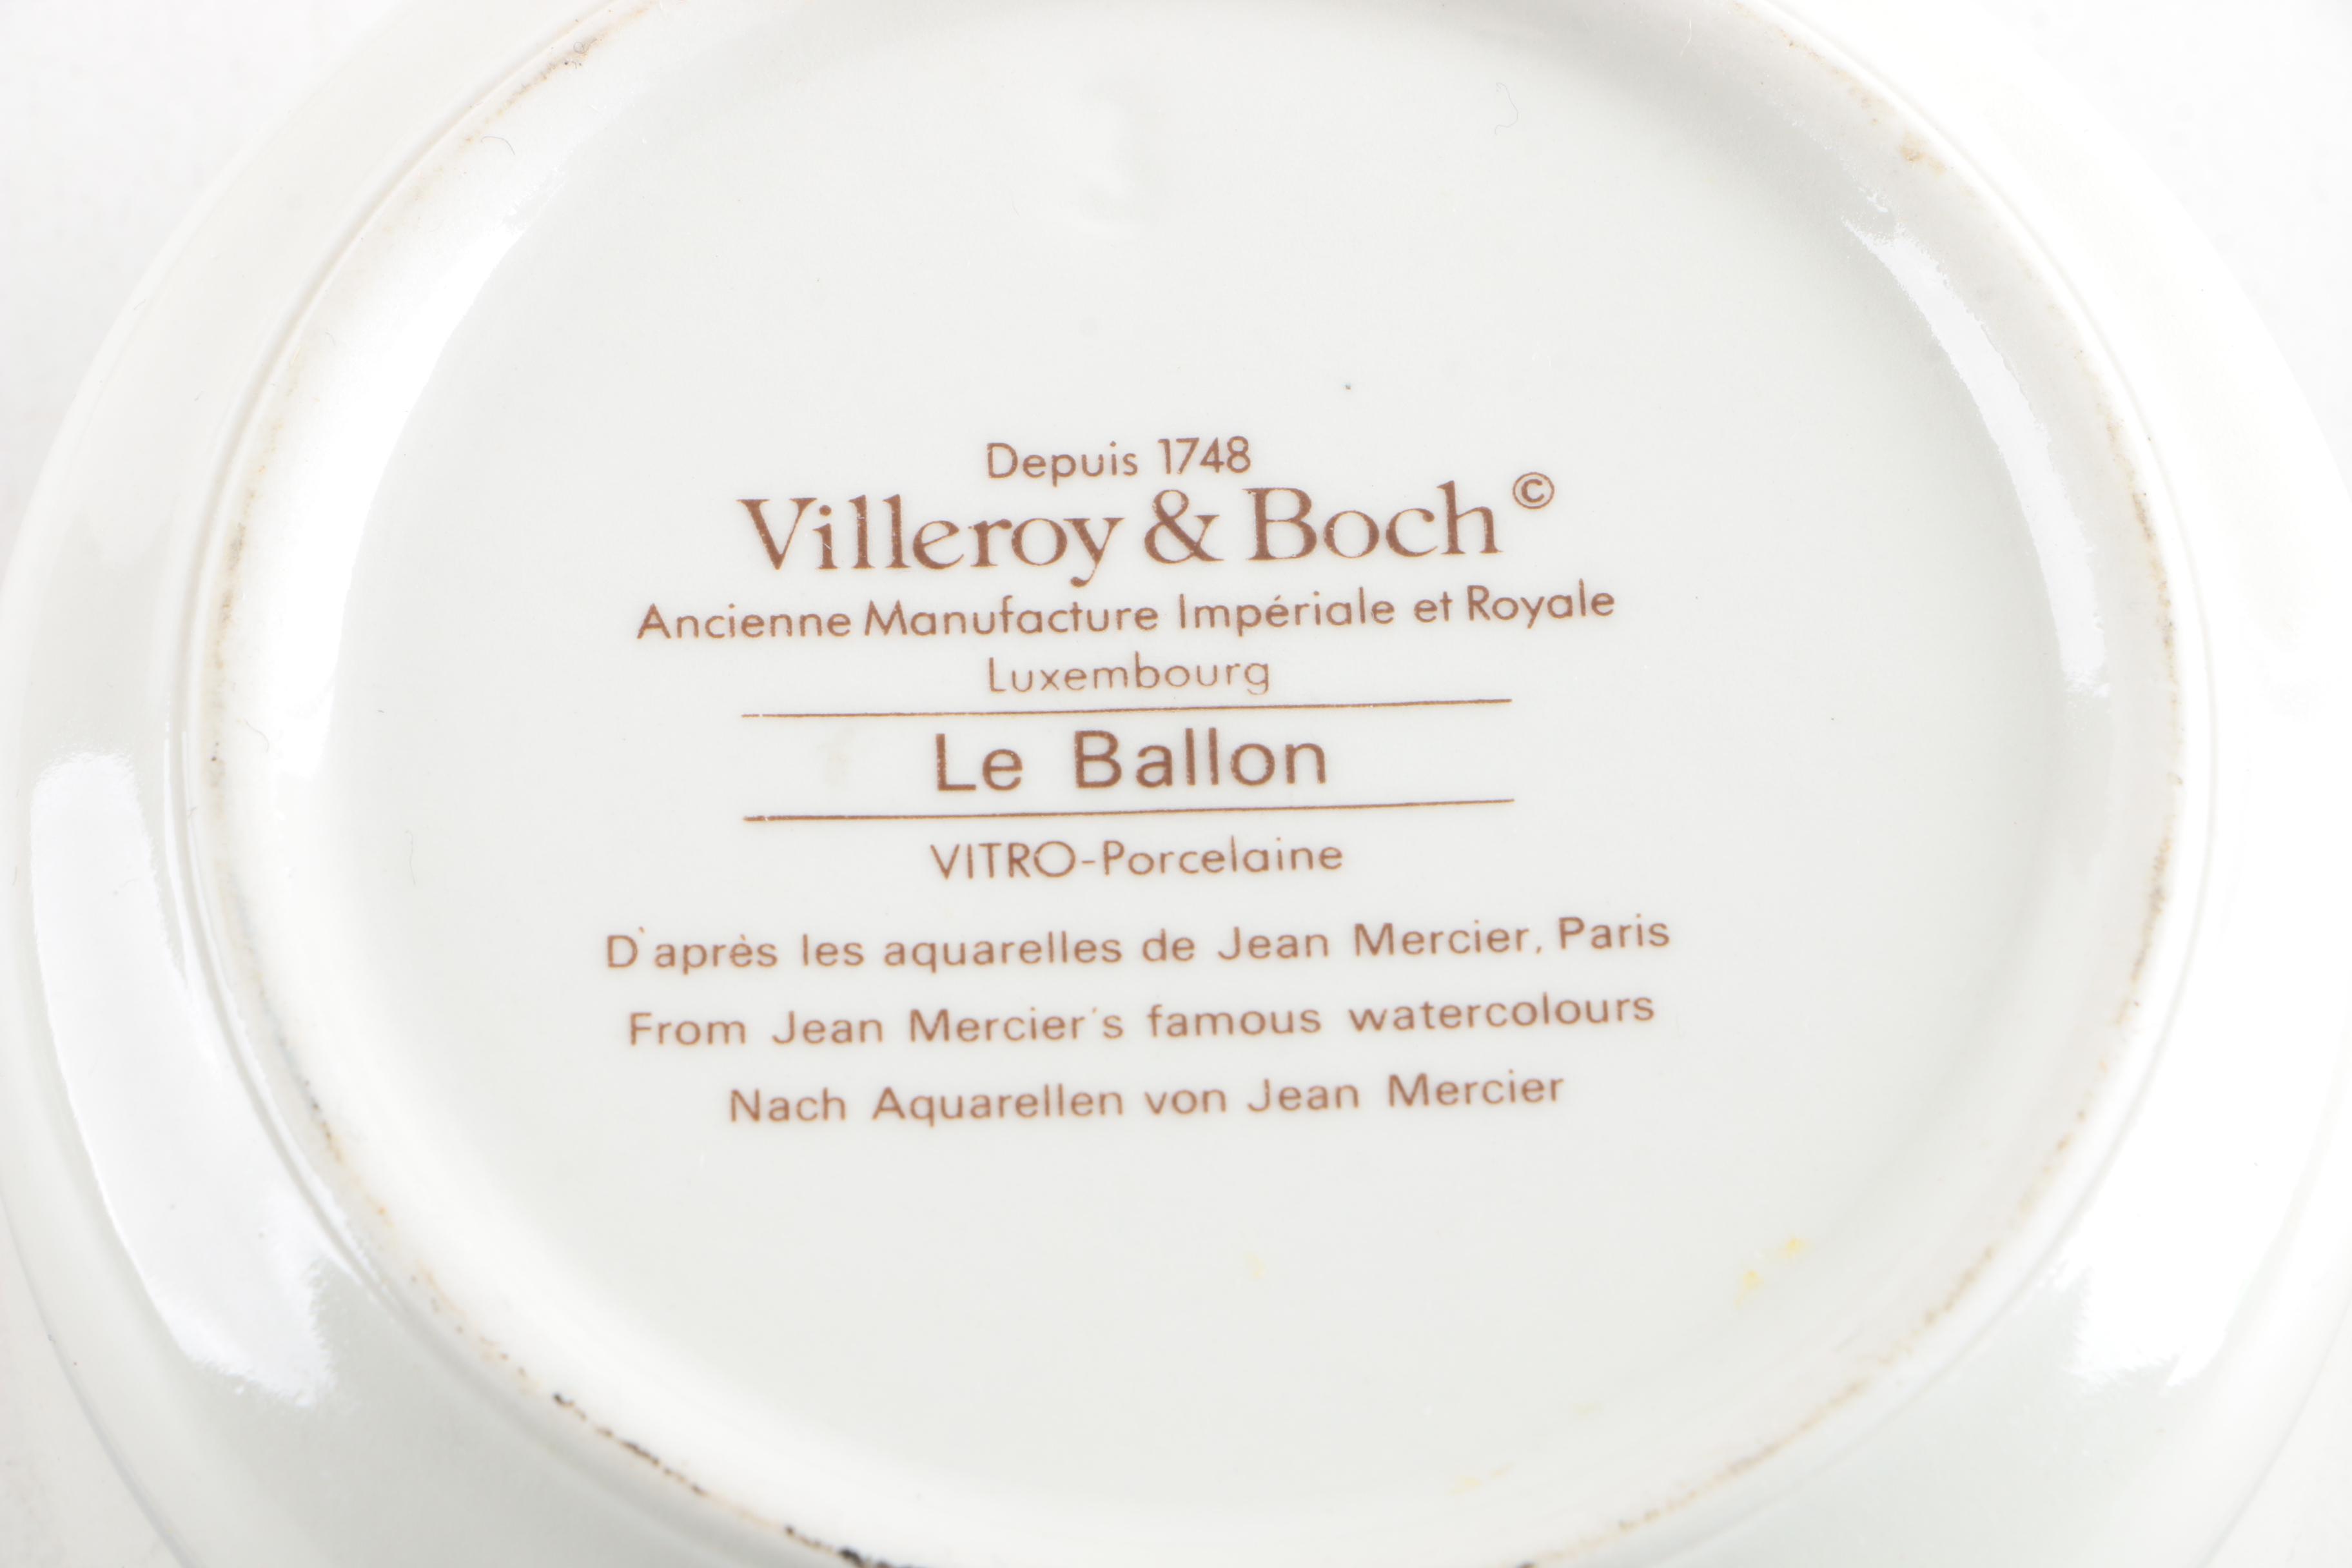 Depuis 1748
Villeroy & Boch ©
Ancienne Manufacture Impériale et Royale
Luxembourg
Le Ballon
VITRO-Porcelaine
D'après les aquarelles de Jean Mercier, Paris
From Jean Mercier's famous watercolours
Nach Aquarellen von Jean Mercier